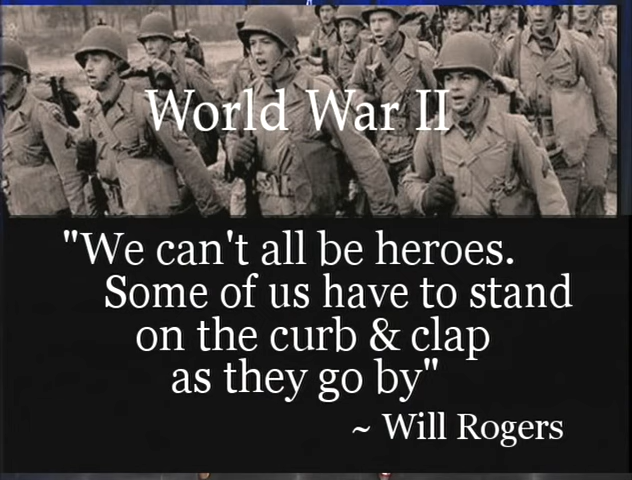 World War II
"We can't all be heroes.
Some of us have to stand
on the curb & clap
as they go by"
~ Will Rogers